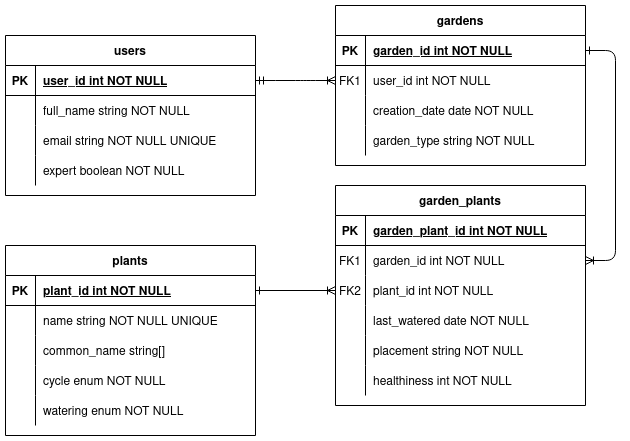 users
PK user_id int NOT NULL
full_name string NOT NULL
email string NOT NULL UNIQUE
expert boolean NOT NULL
gardens
PK garden_id int NOT NULL
FK1 user_id int NOT NULL
creation_date date NOT NULL
garden_type string NOT NULL
plants
PK plant_id int NOT NULL
name string NOT NULL UNIQUE
common_name string[]
cycle enum NOT NULL
watering enum NOT NULL
garden_plants
PK garden_plant_id int NOT NULL
FK1 garden_id int NOT NULL
FK2 plant_id int NOT NULL
last_watered date NOT NULL
placement string NOT NULL
healthiness int NOT NULL